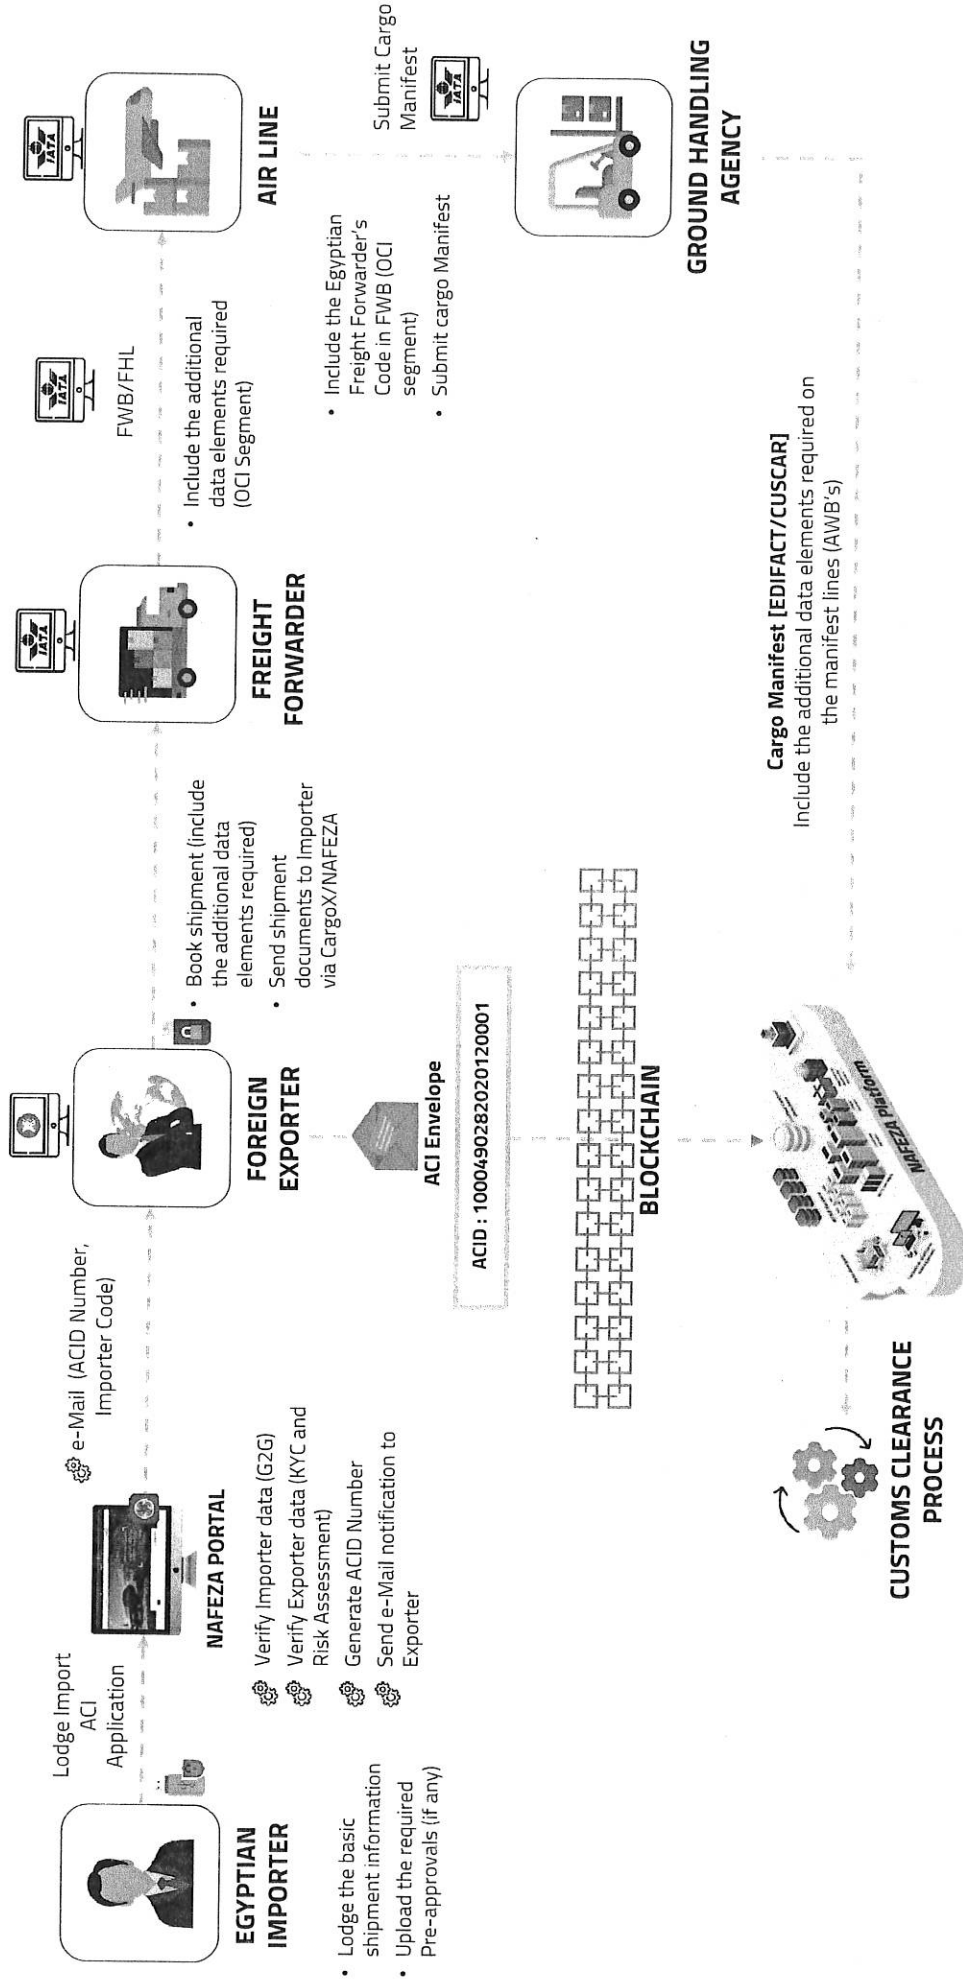 Lodge Import
ACI
Application
EGYPTIAN
IMPORTER
• Lodge the basic
shipment information
• Upload the required
Pre-approvals (if any)
NAFEZA PORTAL
Verify Importer data (G2G)
Verify Exporter data (KYC and
Risk Assessment)
Generate ACID Number
Send e-Mail notification to
Exporter
e-Mail (ACID Number,
Importer Code)
FOREIGN
EXPORTER
• Book shipment (include
the additional data
elements required)
• Send shipment
documents to Importer
via CargoX/NAFEZA
IATA
FREIGHT
FORWARDER
IATA
FWB/FHL
• Include the additional
data elements required
(OCI Segment)
IATA
AIR LINE
• Include the Egyptian
Freight Forwarder's
Code in FWB (OCI
segment)
• Submit cargo Manifest
Submit Cargo
Manifest
IATA
GROUND HANDLING
AGENCY
ACI Envelope
ACID : 1000490282020120001
BLOCKCHAIN
Cargo Manifest [EDIFACT/CUSCAR]
Include the additional data elements required on
the manifest lines (AWB's)
NAFEZA Platform
CUSTOMS CLEARANCE
PROCESS